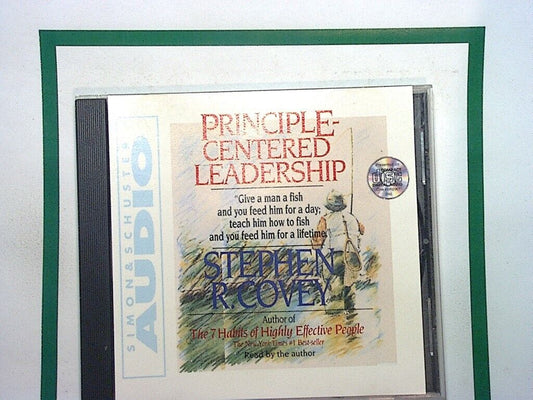 PRINCIPLE-
CENTERED
LEADERSHIP
"Give a man a fish
and you feed him for a day;
teach him how to fish
and you feed him for a lifetime.
STEPHEN
R. COVEY
Author of
The 7 Habits of Highly Effective People
The New York Times #1 Best-seller
Read by the author
SIMON & SCHUSTER
AUDIO